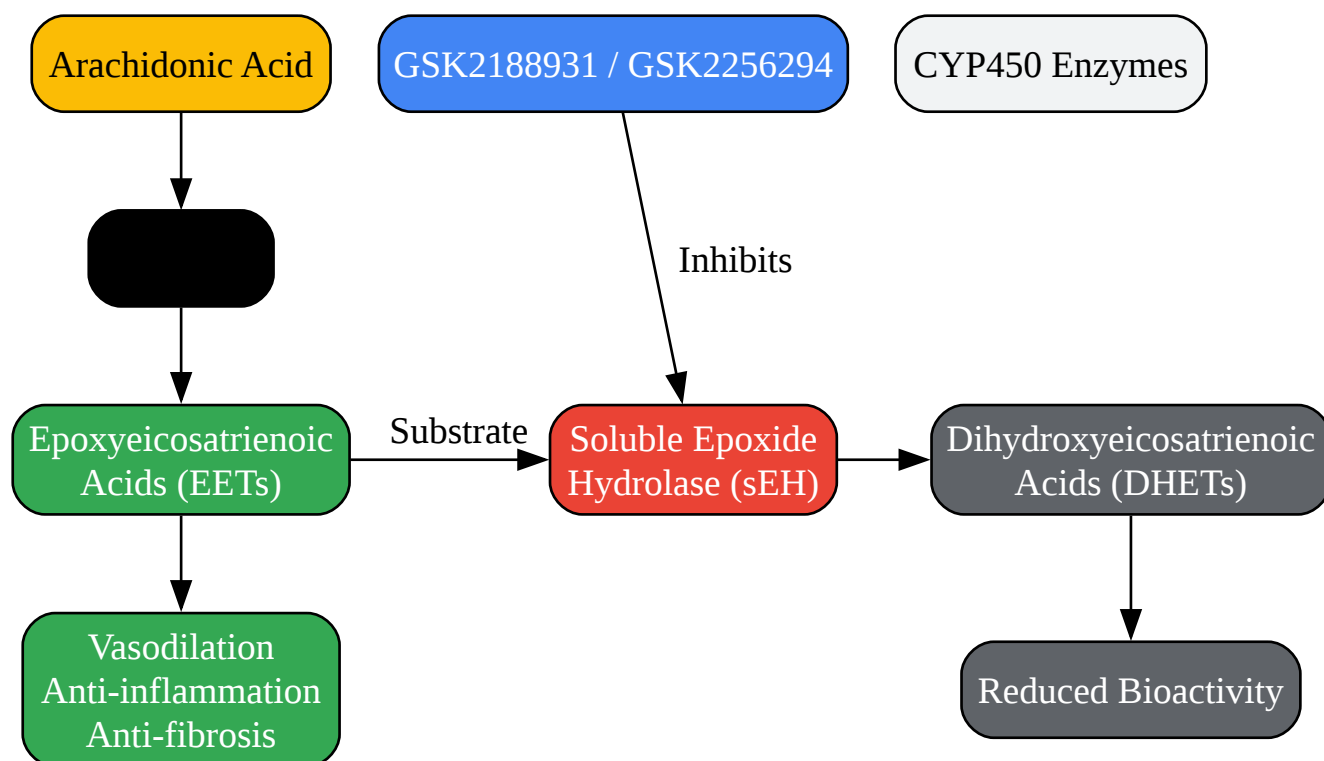 Arachidonic Acid
GSK2188931 / GSK2256294
CYP450 Enzymes
Inhibits
Epoxyeicosatrienoic
Acids (EETs)
Substrate
Soluble Epoxide
Hydrolase (sEH)
Dihydroxyeicosatrienoic
Acids (DHETs)
Vasodilation
Anti-inflammation
Anti-fibrosis
Reduced Bioactivity